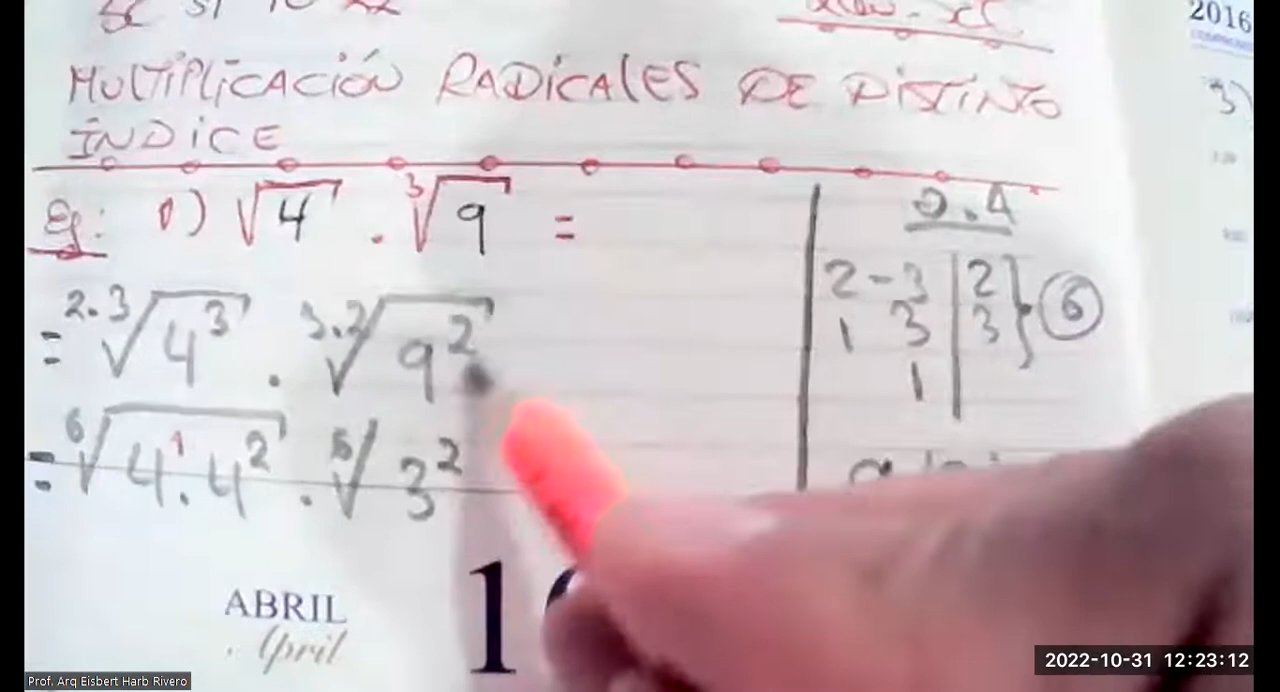 MULTIPLICACIÓN RADICALES DE DISTINTO
ÍNDICE
Ej: 1) √4 . ³√9 =
= ²·³√4³ . ³·²√9²
= ⁶√4¹.4² . ⁶√3²
2 - 3 | 2
1 3 | 3 } 6
1
ABRIL
April
1
2016
3)
2022-10-31 12:23:12
Prof. Arq Eisbert Harb Rivero